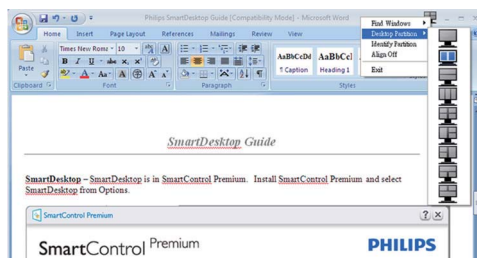 Philips SmartDesktop Guide [Compatibility Mode] - Microsoft Word
Home Insert Page Layout References Mailings Review View
Find Windows
Desktop Partition
Identify Partition
Align Off
Exit
Times New Roma 10
Paste
B I U abc x, x²
AaBbCcDd AaBbCcI
¶ Caption Heading 1
Clipboard Font Paragraph Styles
SmartDesktop Guide
SmartDesktop – SmartDesktop is in SmartControl Premium. Install SmartControl Premium and select
SmartDesktop from Options.
SmartControl Premium
SmartControl Premium PHILIPS